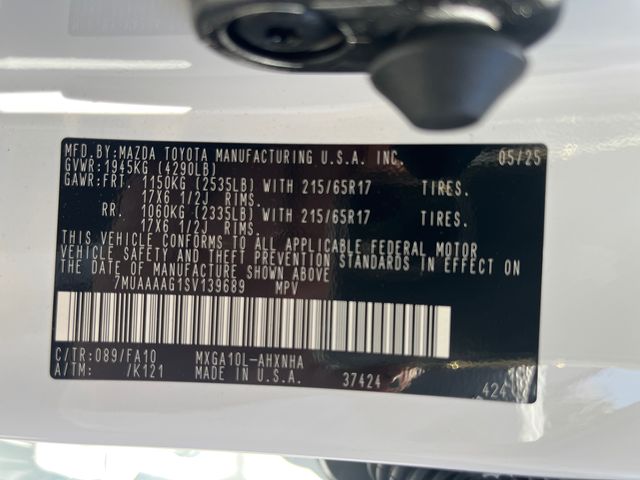 MFD.BY:MAZDA TOYOTA MANUFACTURING U.S.A. INC. 05/25
GVWR:1945KG (4290LB)
GAWR:FRT. 1150KG (2535LB) WITH 215/65R17 TIRES.
17X6 1/2J RIMS.
RR. 1060KG (2335LB) WITH 215/65R17 TIRES.
17X6 1/2J RIMS.
THIS VEHICLE CONFORMS TO ALL APPLICABLE FEDERAL MOTOR
VEHICLE SAFETY AND THEFT PREVENTION STANDARDS IN EFFECT ON
THE DATE OF MANUFACTURE SHOWN ABOVE
7MUAAAAG1SV139689 MPV
C/TR:089/FA10 MXGA10L-AHXNHA
A/TM: /K121 MADE IN U.S.A. 37424